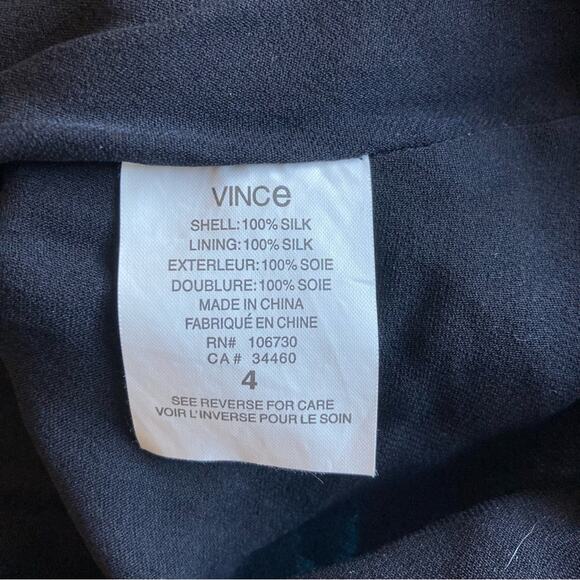 VINCe
SHELL:100% SILK
LINING:100% SILK
EXTERLEUR:100% SOIE
DOUBLURE:100% SOIE
MADE IN CHINA
FABRIQUÉ EN CHINE
RN# 106730
CA# 34460
4
SEE REVERSE FOR CARE
VOIR L'INVERSE POUR LE SOIN